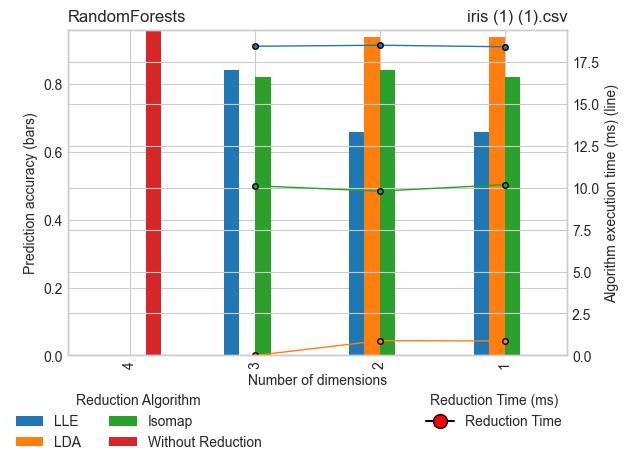 RandomForests iris (1) (1).csv
Prediction accuracy (bars)
0.8
0.6
0.4
0.2
0.0
17.5
15.0
12.5
10.0
7.5
5.0
2.5
0.0
Algorithm execution time (ms) (line)
4 3 2 1
Number of dimensions
Reduction Algorithm
LLE Isomap
LDA Without Reduction
Reduction Time (ms)
Reduction Time